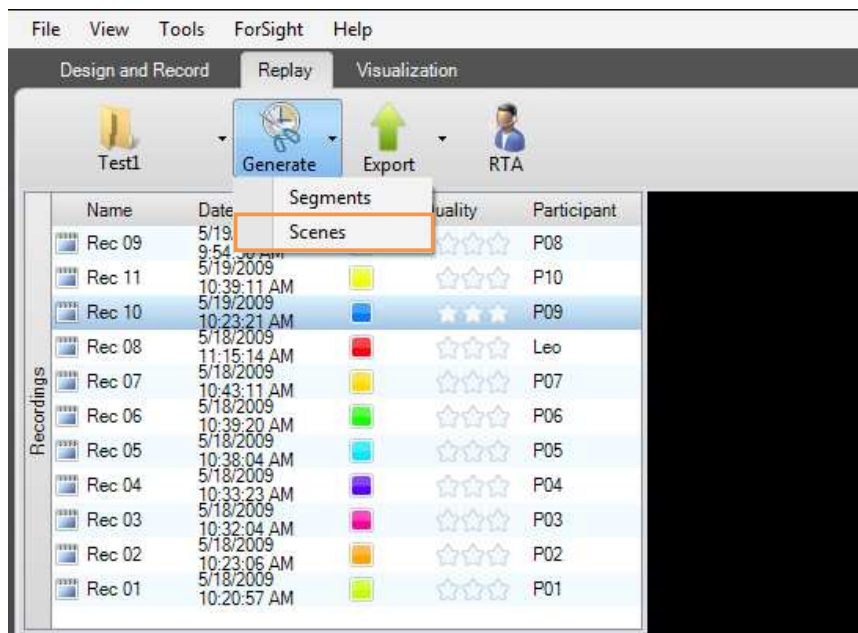 File View Tools ForSight Help
Design and Record Replay Visualization
Test1 Generate Export RTA
Segments
Scenes
Name Date uality Participant
Rec 09 5/19/ P08
9:54:30 AM
Rec 11 5/19/2009 P10
10:39:11 AM
Rec 10 5/19/2009 P09
10:23:21 AM
Rec 08 5/18/2009 Leo
11:15:14 AM
Rec 07 5/18/2009 P07
10:43:11 AM
Rec 06 5/18/2009 P06
10:39:20 AM
Rec 05 5/18/2009 P05
10:38:04 AM
Rec 04 5/18/2009 P04
10:33:23 AM
Rec 03 5/18/2009 P03
10:32:04 AM
Rec 02 5/18/2009 P02
10:23:06 AM
Rec 01 5/18/2009 P01
10:20:57 AM
Recordings